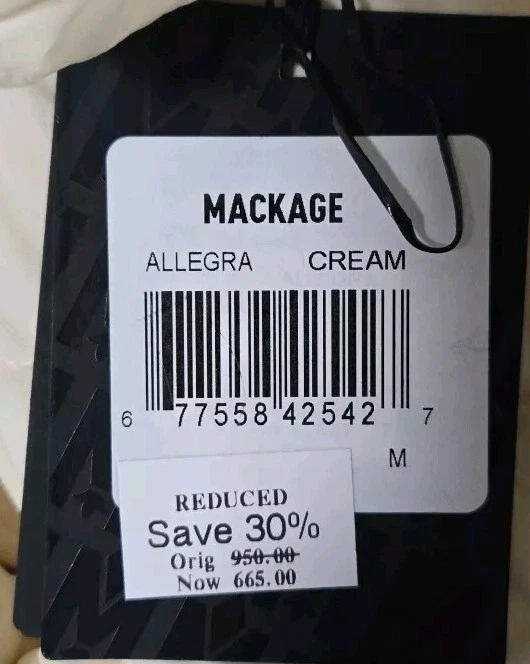 MACKAGE
ALLEGRA CREAM
6 77558 42542 7
M
REDUCED
Save 30%
Orig 950.00
Now 665.00